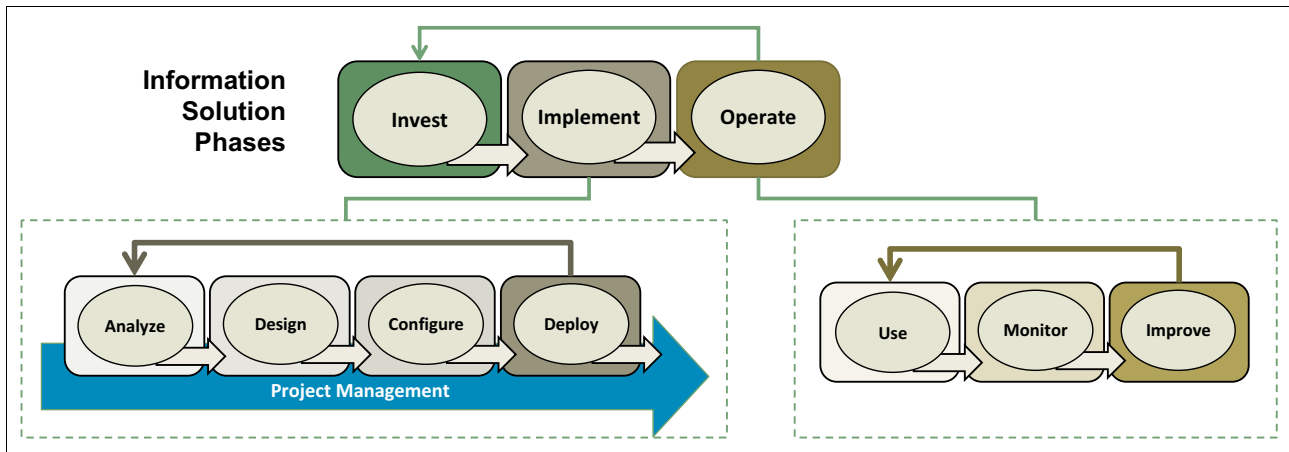 Information
Solution
Phases
Invest
Implement
Operate
Analyze
Design
Configure
Deploy
Project Management
Use
Monitor
Improve